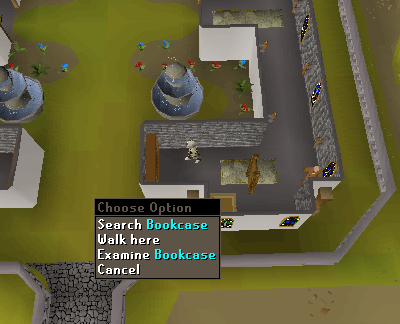 Choose Option
Search Bookcase
Walk here
Examine Bookcase
Cancel